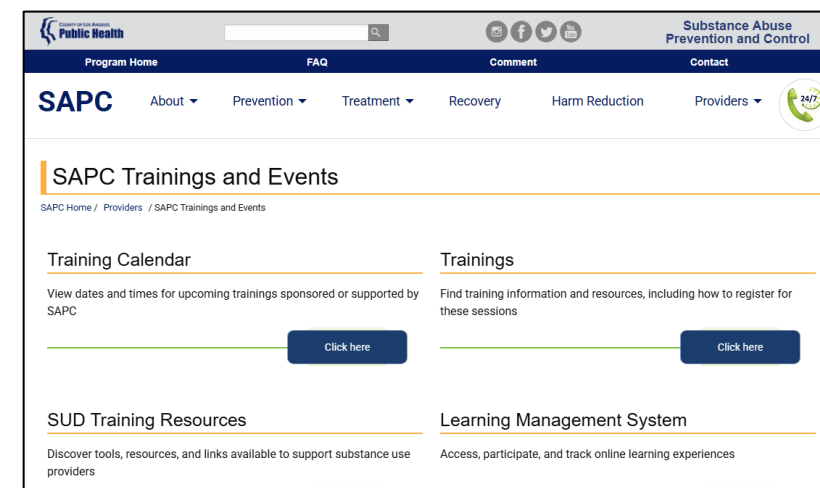 COUNTY OF LOS ANGELES
Public Health
Substance Abuse
Prevention and Control
Program Home FAQ Comment Contact
SAPC About Prevention Treatment Recovery Harm Reduction Providers 24/7
SAPC Trainings and Events
SAPC Home / Providers / SAPC Trainings and Events
Training Calendar
View dates and times for upcoming trainings sponsored or supported by
SAPC
Click here
Trainings
Find training information and resources, including how to register for
these sessions
Click here
SUD Training Resources
Discover tools, resources, and links available to support substance use
providers
Learning Management System
Access, participate, and track online learning experiences